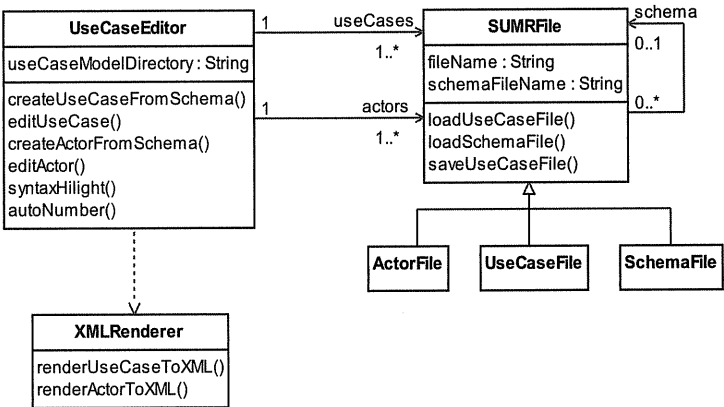 UseCaseEditor
useCaseModelDirectory : String
createUseCaseFromSchema()
editUseCase()
createActorFromSchema()
editActor()
syntaxHilight()
autoNumber()
1
useCases
1..*
1
actors
1..*
SUMRFile
fileName : String
schemaFileName : String
loadUseCaseFile()
loadSchemaFile()
saveUseCaseFile()
schema
0..1
0..*
ActorFile
UseCaseFile
SchemaFile
XMLRenderer
renderUseCaseToXML()
renderActorToXML()